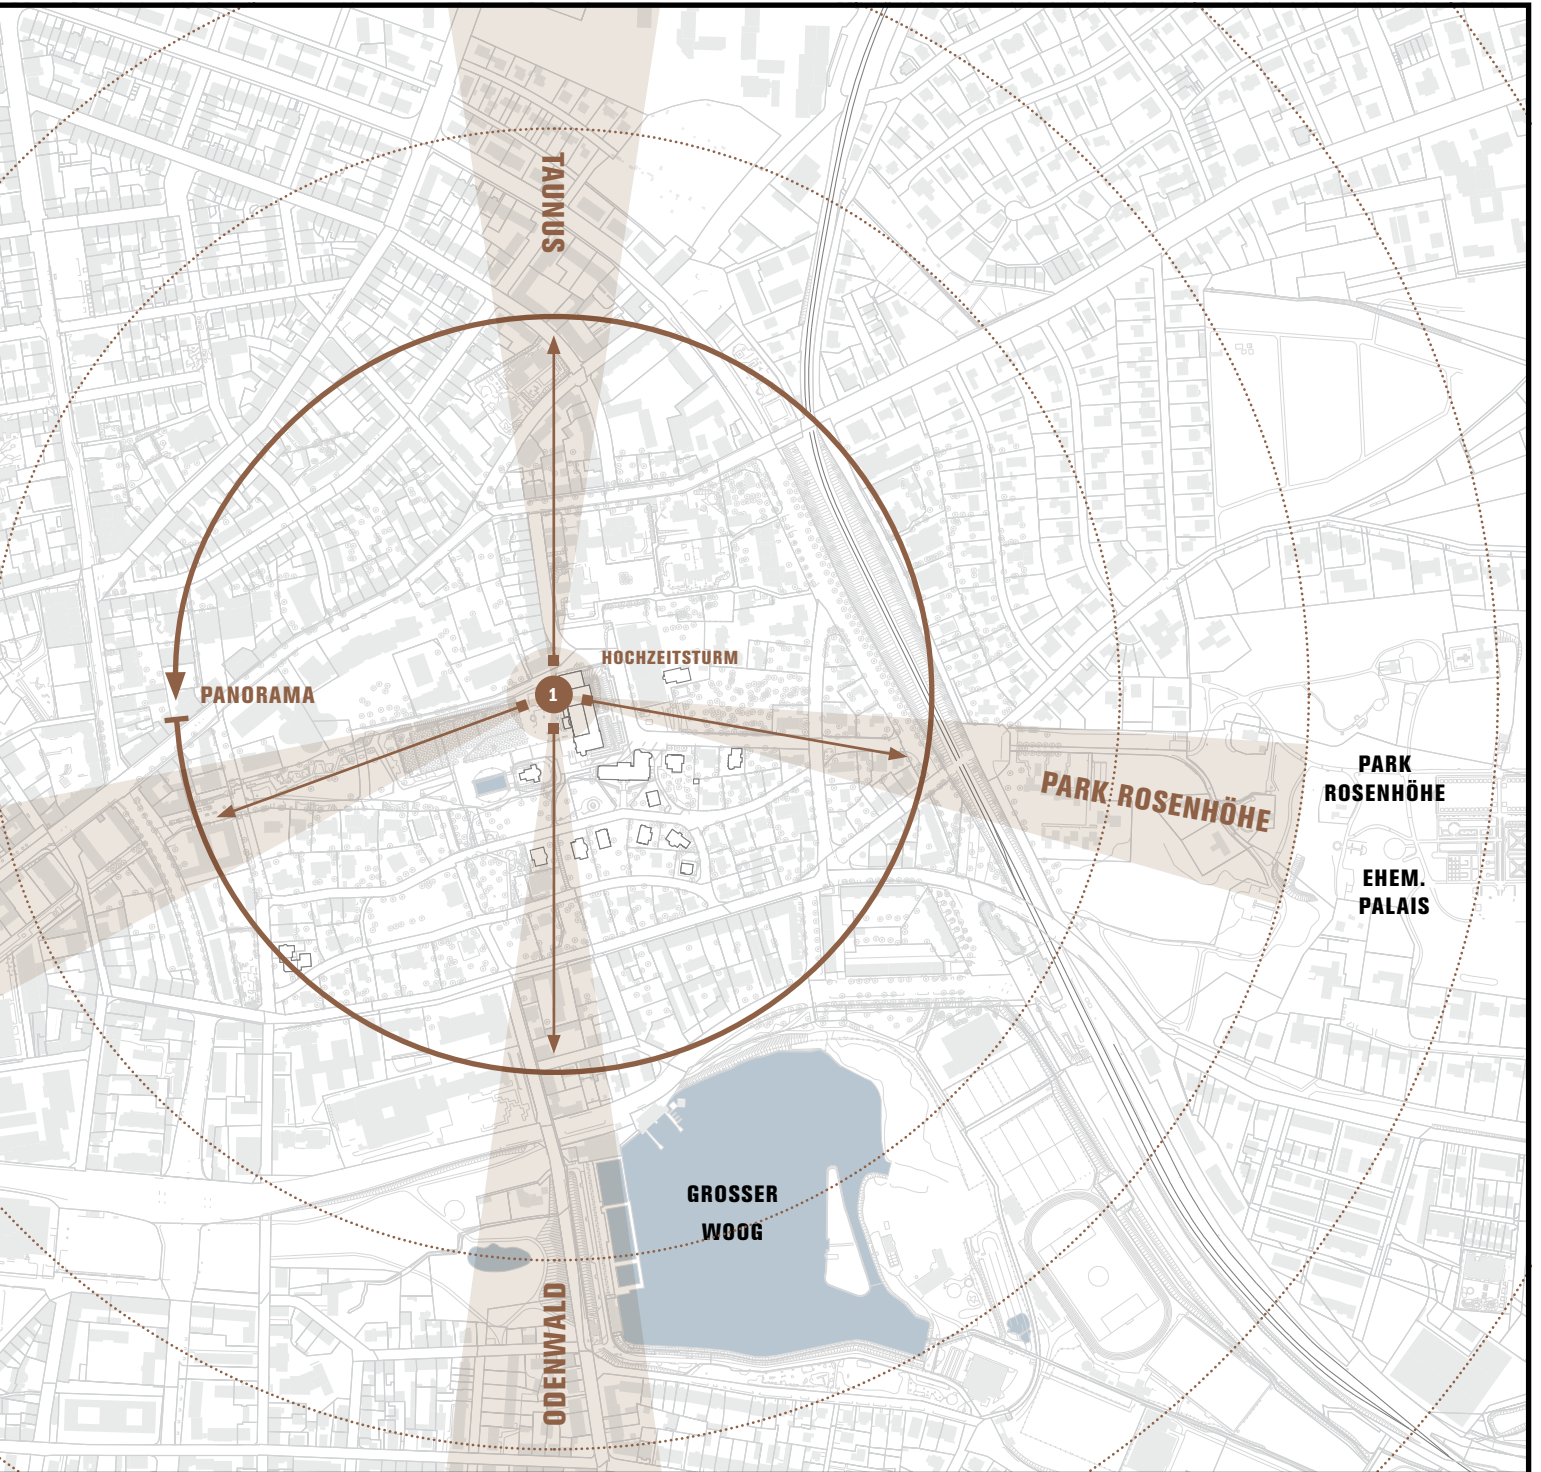 TAUNUS
HOCHZEITSTURM
1
PANORAMA
PARK ROSENHÖHE
PARK
ROSENHÖHE
EHEM.
PALAIS
GROSSER
WOOG
ODENWALD